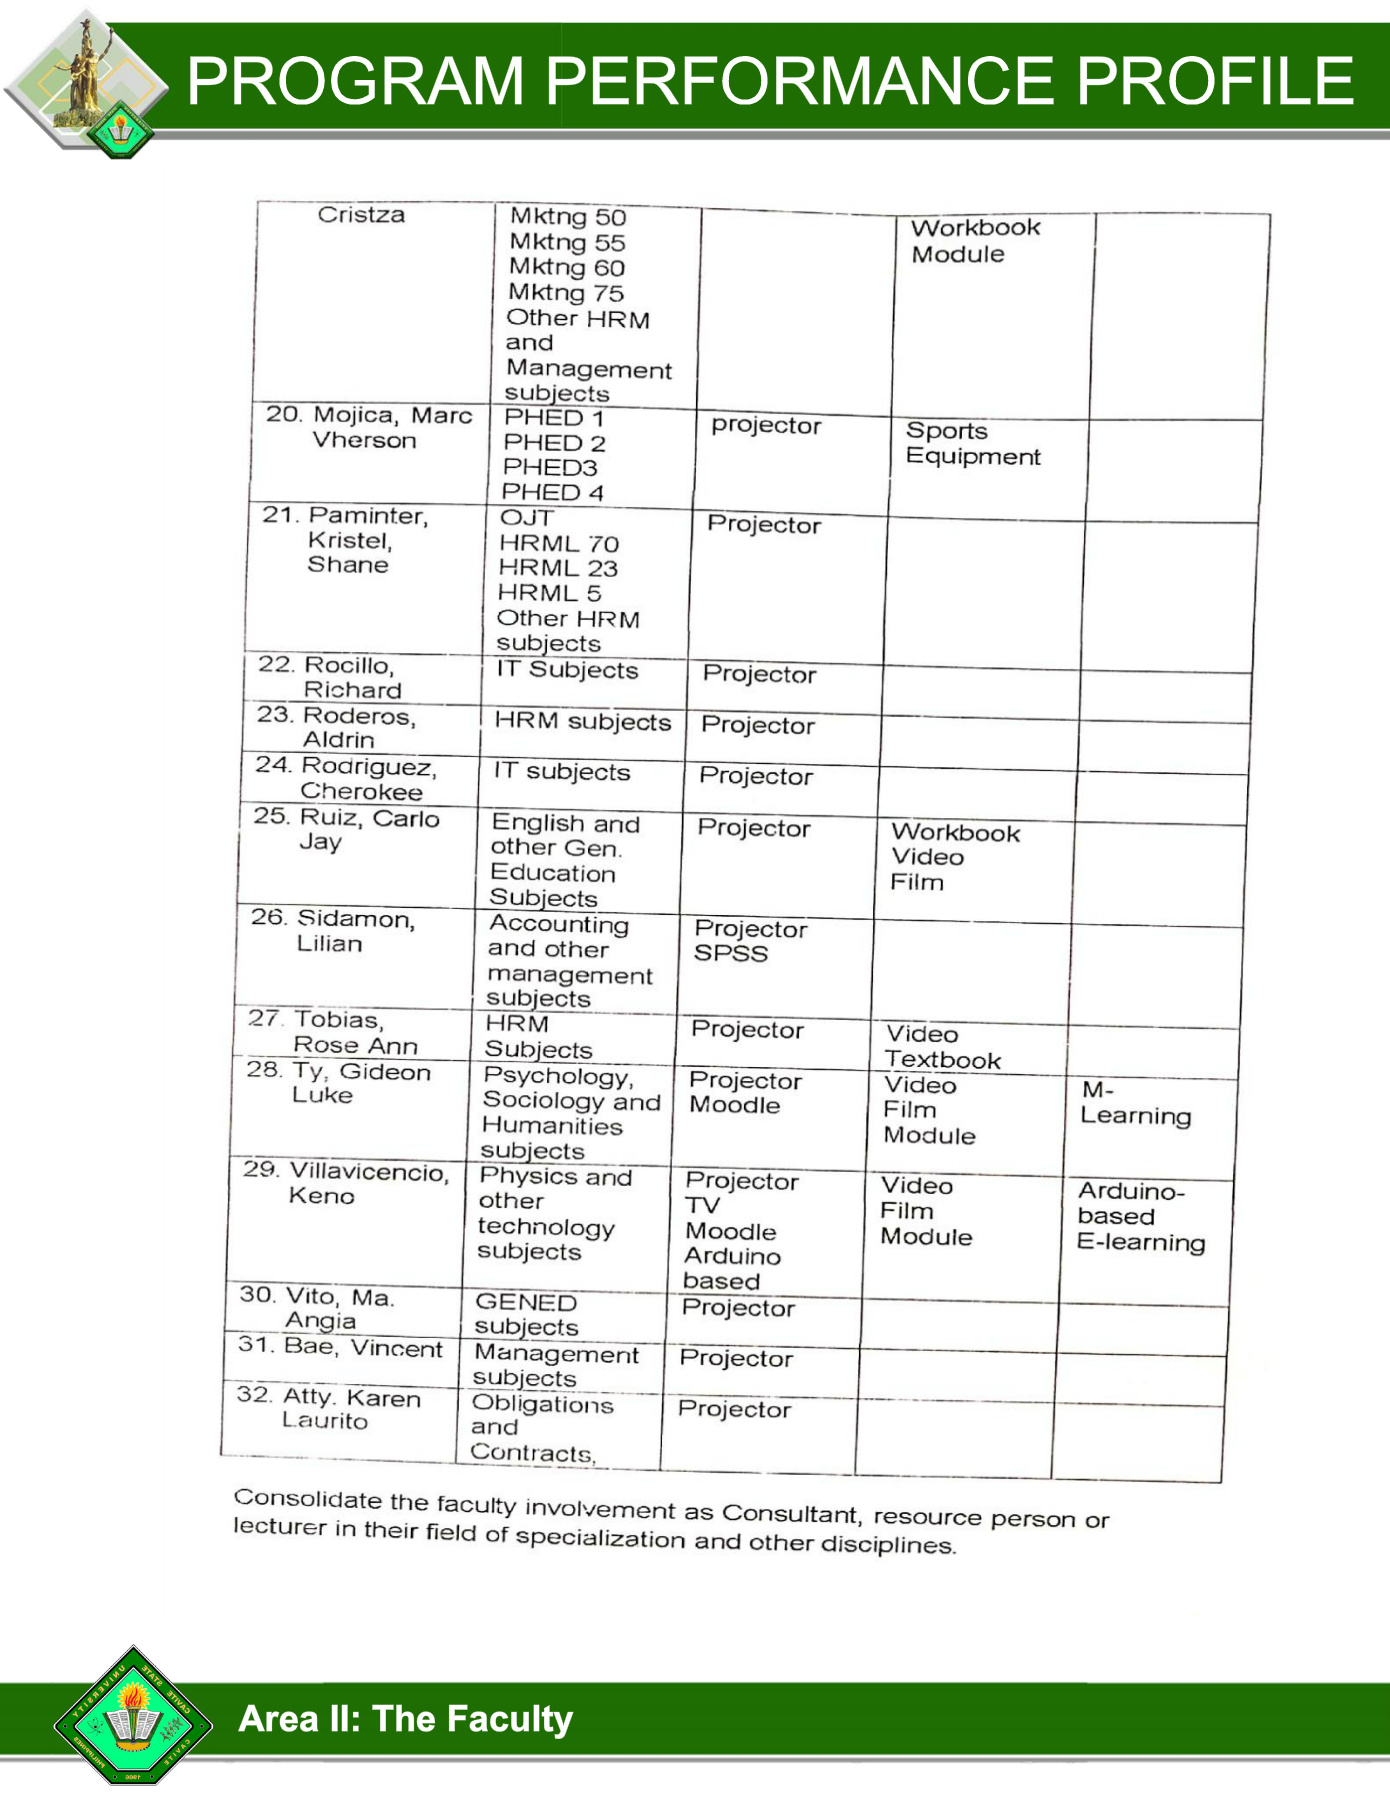 PROGRAM PERFORMANCE PROFILE
Cristza
Mktng 50
Mktng 55
Mktng 60
Mktng 75
Other HRM
and
Management
subjects
Workbook
Module
20. Mojica, Marc
Vherson
PHED 1
PHED 2
PHED3
PHED 4
projector
Sports
Equipment
21. Paminter,
Kristel,
Shane
OJT
HRML 70
HRML 23
HRML 5
Other HRM
subjects
Projector
22. Rocillo,
Richard
IT Subjects
Projector
23. Roderos,
Aldrin
HRM subjects
Projector
24. Rodriguez,
Cherokee
IT subjects
Projector
25. Ruiz, Carlo
Jay
English and
other Gen.
Education
Subjects
Projector
Workbook
Video
Film
26. Sidamon,
Lilian
Accounting
and other
management
subjects
Projector
SPSS
27. Tobias,
Rose Ann
HRM
Subjects
Projector
Video
Textbook
28. Ty, Gideon
Luke
Psychology,
Sociology and
Humanities
subjects
Projector
Moodle
Video
Film
Module
M-
Learning
29. Villavicencio,
Keno
Physics and
other
technology
subjects
Projector
TV
Moodle
Arduino
based
Video
Film
Module
Arduino-
based
E-learning
30. Vito, Ma.
Angia
GENED
subjects
Projector
31. Bae, Vincent
Management
subjects
Projector
32. Atty. Karen
Laurito
Obligations
and
Contracts,
Projector
Consolidate the faculty involvement as Consultant, resource person or
lecturer in their field of specialization and other disciplines.
CAVITE STATE UNIVERSITY
CAVITE
PHILIPPINES
1906
Area II: The Faculty